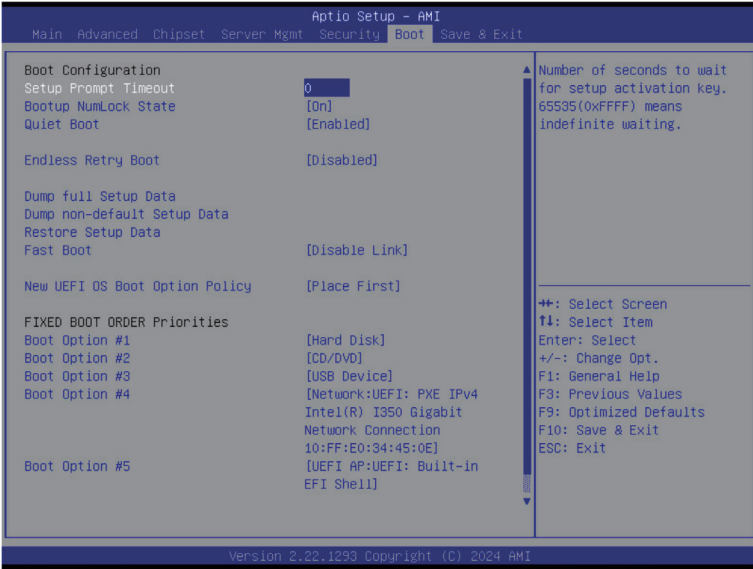 Aptio Setup – AMI
Main Advanced Chipset Server Mgmt Security Boot Save & Exit
Boot Configuration
Setup Prompt Timeout 0
Bootup NumLock State [On]
Quiet Boot [Enabled]
Endless Retry Boot [Disabled]
Dump full Setup Data
Dump non-default Setup Data
Restore Setup Data
Fast Boot [Disable Link]
New UEFI OS Boot Option Policy [Place First]
FIXED BOOT ORDER Priorities
Boot Option #1 [Hard Disk]
Boot Option #2 [CD/DVD]
Boot Option #3 [USB Device]
Boot Option #4 [Network:UEFI: PXE IPv4
Intel(R) I350 Gigabit
Network Connection
10:FF:E0:34:45:0E]
Boot Option #5 [UEFI AP:UEFI: Built-in
EFI Shell]
Number of seconds to wait
for setup activation key.
65535(0xFFFF) means
indefinite waiting.
→←: Select Screen
↑↓: Select Item
Enter: Select
+/-: Change Opt.
F1: General Help
F3: Previous Values
F9: Optimized Defaults
F10: Save & Exit
ESC: Exit
Version 2.22.1293 Copyright (C) 2024 AMI